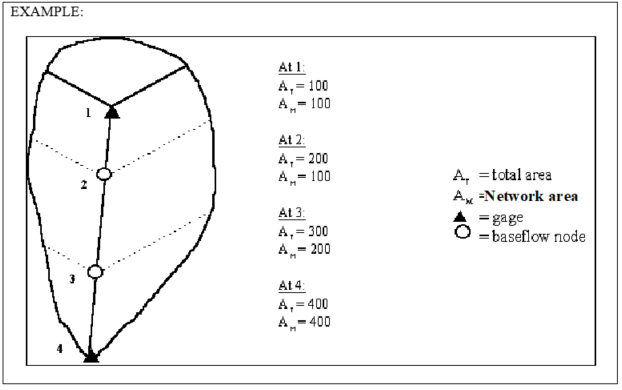 EXAMPLE:
1
2
3
4
At 1:
A_T = 100
A_M = 100
At 2:
A_T = 200
A_M = 100
At 3:
A_T = 300
A_M = 200
At 4:
A_T = 400
A_M = 400
A_T = total area
A_M =Network area
= gage
= baseflow node